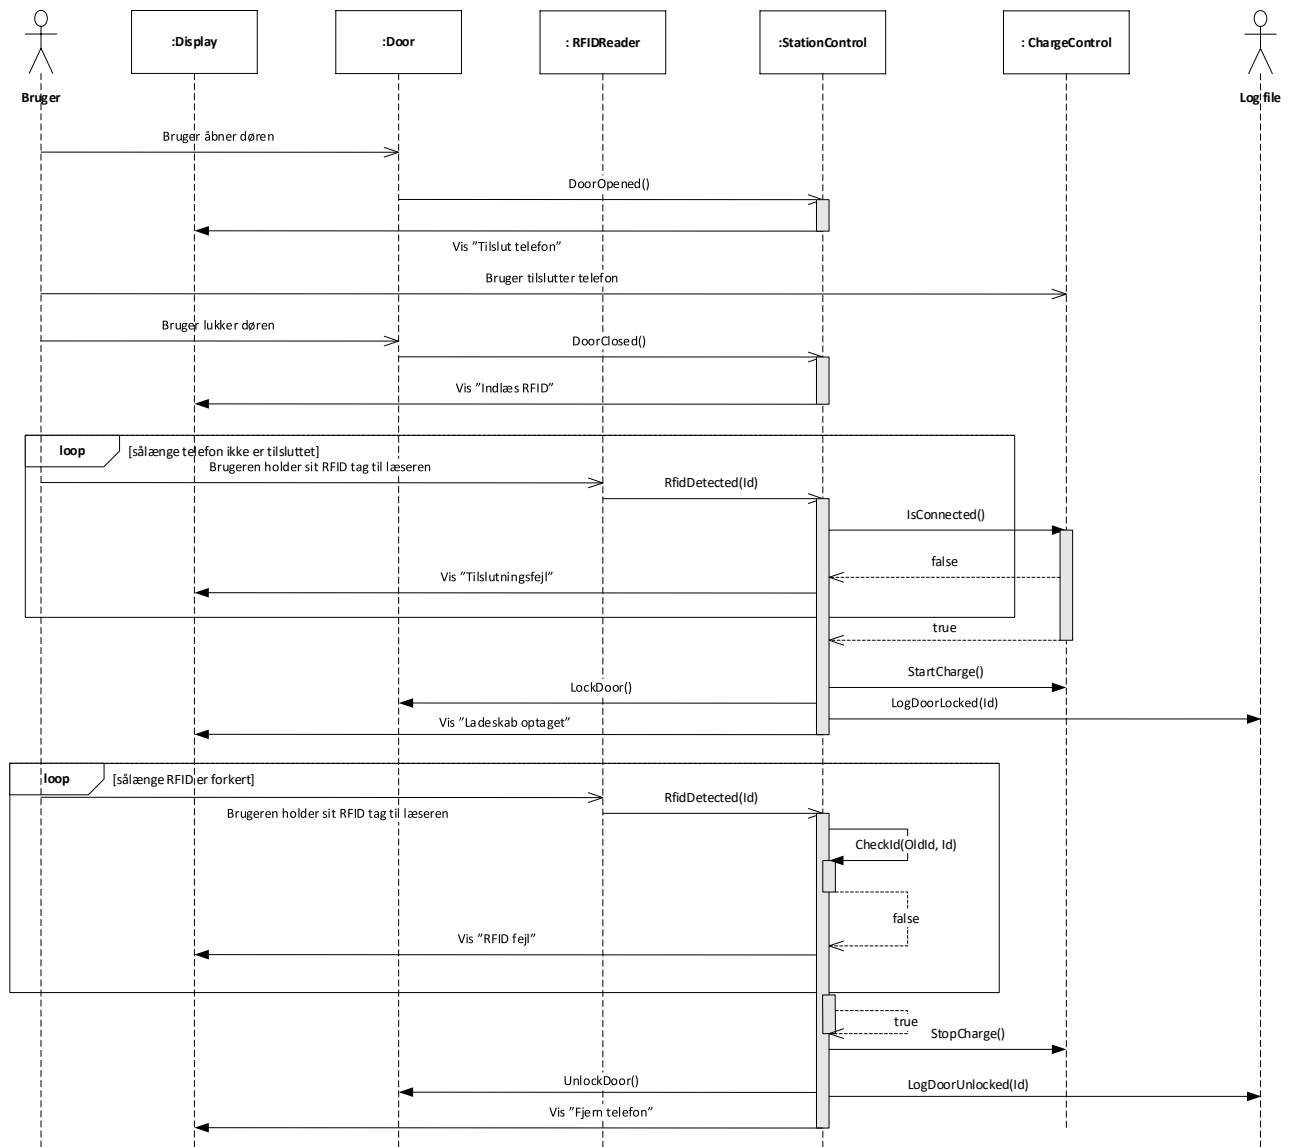 :Display
:Door
: RFIDReader
:StationControl
: ChargeControl
Bruger
Log file
Bruger åbner døren
DoorOpened()
Vis ”Tilslut telefon”
Bruger tilslutter telefon
Bruger lukker døren
DoorClosed()
Vis ”Indlæs RFID”
loop
[sålænge telefon ikke er tilsluttet]
Brugeren holder sit RFID tag til læseren
RfidDetected(Id)
IsConnected()
false
Vis ”Tilslutningsfejl”
true
StartCharge()
LockDoor()
LogDoorLocked(Id)
Vis ”Ladeskab optaget”
loop
[sålænge RFID er forkert]
RfidDetected(Id)
Brugeren holder sit RFID tag til læseren
CheckId(OldId, Id)
false
Vis ”RFID fejl”
true
StopCharge()
UnlockDoor()
LogDoorUnlocked(Id)
Vis ”Fjern telefon”